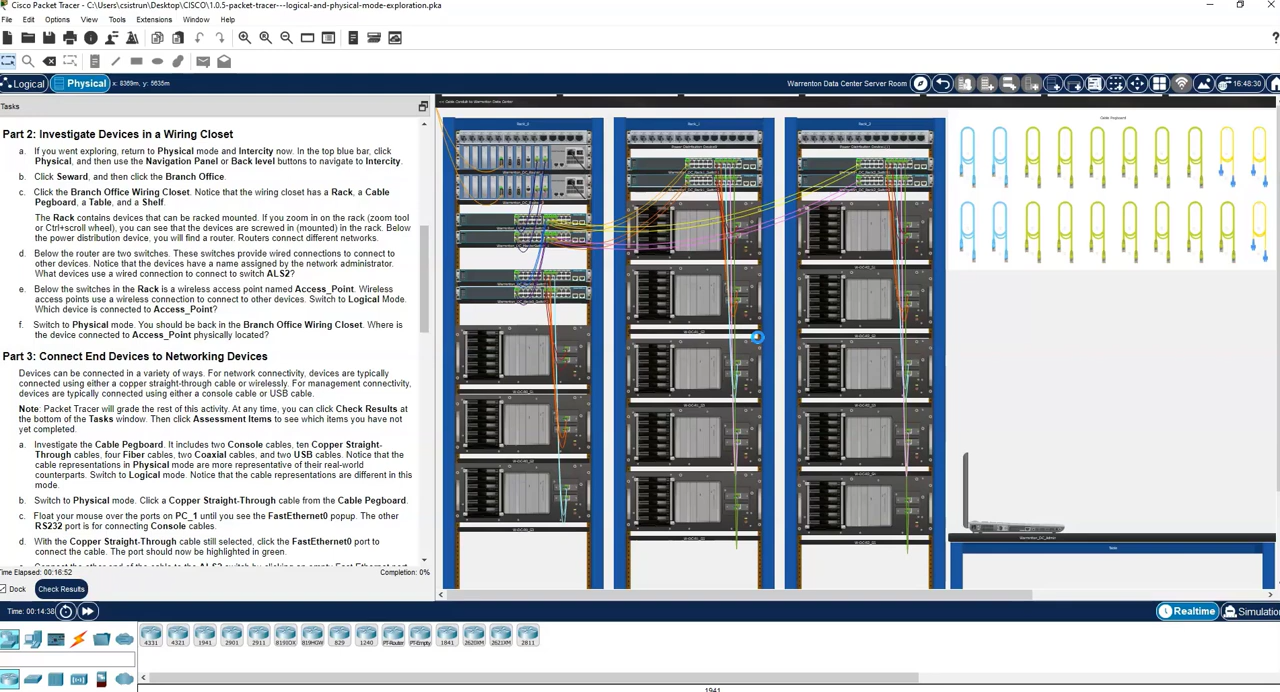 Cisco Packet Tracer - C:\Users\csistrun\Desktop\CISCO\1.0.5-packet-tracer---logical-and-physical-mode-exploration.pka
File Edit Options View Tools Extensions Window Help
Logical Physical x: 8369m, y: 5635m Warrenton Data Center Server Room 16:48:30
Tasks
Part 2: Investigate Devices in a Wiring Closet
a. If you went exploring, return to Physical mode and Intercity now. In the top blue bar, click
Physical, and then use the Navigation Panel or Back level buttons to navigate to Intercity.
b. Click Seward, and then click the Branch Office.
c. Click the Branch Office Wiring Closet. Notice that the wiring closet has a Rack, a Cable
Pegboard, a Table, and a Shelf.
The Rack contains devices that can be racked mounted. If you zoom in on the rack (zoom tool
or Ctrl+scroll wheel), you can see that the devices are screwed in (mounted) in the rack. Below
the power distribution device, you will find a router. Routers connect different networks.
d. Below the router are two switches. These switches provide wired connections to connect to
other devices. Notice that the devices have a name assigned by the network administrator.
What devices use a wired connection to connect to switch ALS2?
e. Below the switches in the Rack is a wireless access point named Access_Point. Wireless
access points use a wireless connection to connect to other devices. Switch to Logical Mode.
Which device is connected to Access_Point?
f. Switch to Physical mode. You should be back in the Branch Office Wiring Closet. Where is
the device connected to Access_Point physically located?
Part 3: Connect End Devices to Networking Devices
Devices can be connected in a variety of ways. For network connectivity, devices are typically
connected using either a copper straight-through cable or wirelessly. For management connectivity,
devices are typically connected using either a console cable or USB cable.
Note: Packet Tracer will grade the rest of this activity. At any time, you can click Check Results at
the bottom of the Tasks window. Then click Assessment Items to see which items you have not
yet completed.
a. Investigate the Cable Pegboard. It includes two Console cables, ten Copper Straight-
Through cables, four Fiber cables, two Coaxial cables, and two USB cables. Notice that the
cable representations in Physical mode are more representative of their real-world
counterparts. Switch to Logical mode. Notice that the cable representations are different in this
mode.
b. Switch to Physical mode. Click a Copper Straight-Through cable from the Cable Pegboard.
c. Float your mouse over the ports on PC_1 until you see the FastEthernet0 popup. The other
RS232 port is for connecting Console cables.
d. With the Copper Straight-Through cable still selected, click the FastEthernet0 port to
connect the cable. The port should now be highlighted in green.
Time Elapsed: 00:16:52 Completion: 0%
Dock Check Results
Rack_0 Rack_1 Rack_2
Cable Pegboard
Warrenton_DC_Admin
Table
Time: 00:14:38 Realtime Simulation
4331 4321 1941 2901 2911 819IOX 819HGW 829 1240 PT-Router PT-Empty 1841 2620XM 2621XM 2811
1941